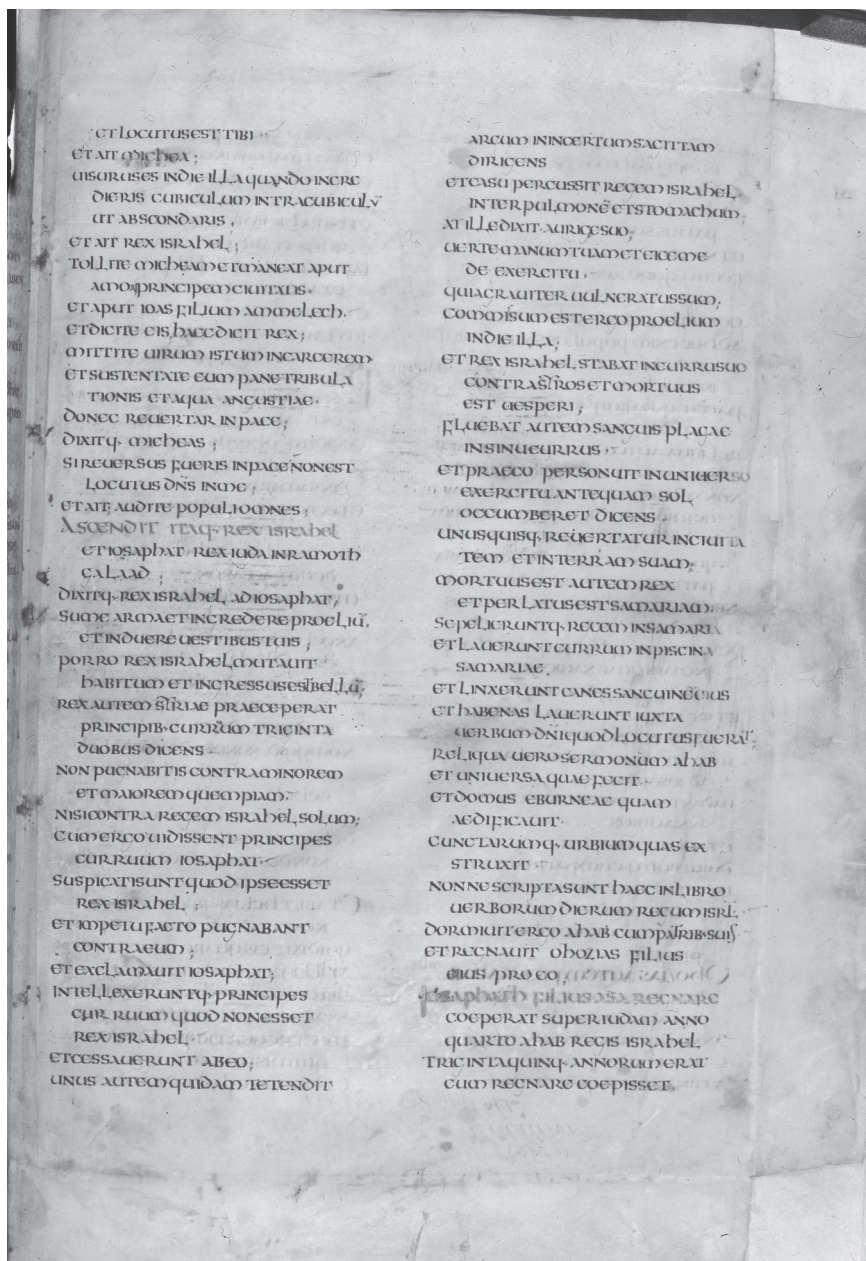 ET LOCUTUS EST TIBI
ET AIT MICHEA;
UISURUS ES IN DIE ILLA QUANDO INGRE
DIERIS CUBICULUM INTRA CUBICULŪ
UT ABSCONDARIS.
ET AIT REX ISRAHEL;
TOLLITE MICHEAM ET MANEAT APUT
AMON PRINCIPEM CIUITATIS·
ET APUT IOAS FILIUM AMMELECH·
ET DICITE EIS, HAEC DICIT REX;
MITTITE UIRUM ISTUM IN CARCEREM
ET SUSTENTATE EUM PANE TRIBULA
TIONIS ET AQUA ANGUSTIAE·
DONEC REUERTAR IN PACE;
DIXITQ· MICHEAS;
SI REUERSUS FUERIS IN PACE NON EST
LOCUTUS DN̄S IN ME;
ET AIT; AUDITE POPULI OMNES;
ASCENDIT ITAQ· REX ISRAHEL
ET IOSAPHAT REX IUDA IN RAMOTH
GALAAD;
DIXITQ· REX ISRAHEL AD IOSAPHAT;
SUME ARMA ET INGREDERE PROELIŪ,
ET INDUERE UESTIBUS TUIS;
PORRO REX ISRAHEL MUTAUIT
HABITUM ET INGRESSUS EST BELLŪ;
REX AUTEM SIRIAE PRAECEPERAT
PRINCIPIB· CURRUUM TRIGINTA
DUOBUS DICENS
NON PUGNABITIS CONTRA MINOREM
ET MAIOREM QUEMPIAM·
NISI CONTRA REGEM ISRAHEL SOLUM;
CUM ERGO UIDISSENT PRINCIPES
CURRUUM IOSAPHAT·
SUSPICATI SUNT QUOD IPSE ESSET
REX ISRAHEL;
ET IMPETU FACTO PUGNABANT
CONTRA EUM;
ET EXCLAMAUIT IOSAPHAT;
INTELLEXERUNTQ· PRINCIPES
CURRUUM QUOD NON ESSET
REX ISRAHEL·
ET CESSAUERUNT AB EO;
UNUS AUTEM QUIDAM TETENDIT
ARCUM IN INCERTUM SAGITTAM
DIRIGENS
ET CASU PERCUSSIT REGEM ISRAHEL
INTER PULMONĒ ET STOMACHUM;
AT ILLE DIXIT AURIGE SUO;
UERTE MANUM TUAM ET EICE ME
DE EXERCITU·
QUIA GRAUITER UULNERATUS SUM;
COMMISUM EST ERGO PROELIUM
IN DIE ILLA;
ET REX ISRAHEL STABAT IN CURRU SUO
CONTRA SIROS ET MORTUUS
EST UESPERI;
FLUEBAT AUTEM SANGUIS PLAGAE
IN SINU CURRUS·
ET PRAECO PERSONUIT IN UNIUERSO
EXERCITU ANTEQUAM SOL
OCCUMBERET DICENS·
UNUSQUISQ· REUERTATUR IN CIUITA
TEM ET IN TERRAM SUAM;
MORTUUS EST AUTEM REX
ET PERLATUS EST SAMARIAM;
SEPELIERUNTQ· REGEM IN SAMARIA
ET LAUERUNT CURRUM IN PISCINA
SAMARIAE,
ET LINXERUNT CANES SANGUINĒ EIUS
ET HABENAS LAUERUNT IUXTA
UERBUM DN̄I QUOD LOCUTUS FUERAT·
RELIQUA UERO SERMONUM AHAB
ET UNIUERSA QUAE FECIT·
ET DOMUS EBURNEAE QUAM
AEDIFICAUIT·
CUNCTARUMQ· URBIUM QUAS EX
STRUXIT·
NONNE SCRIPTA SUNT HAEC IN LIBRO
UERBORUM DIERUM REGUM ISRL·
DORMIUIT ERGO AHAB CUM PATRIB· SUIS
ET REGNAUIT OHOZIAS FILIUS
EIUS PRO EO;
IOSAPHATH FILIUS ASA REGNARE
COEPERAT SUPER IUDAM ANNO
QUARTO AHAB REGIS ISRAHEL
TRIGINTA QUINQ· ANNORUM ERAT
CUM REGNARE COEPISSET·